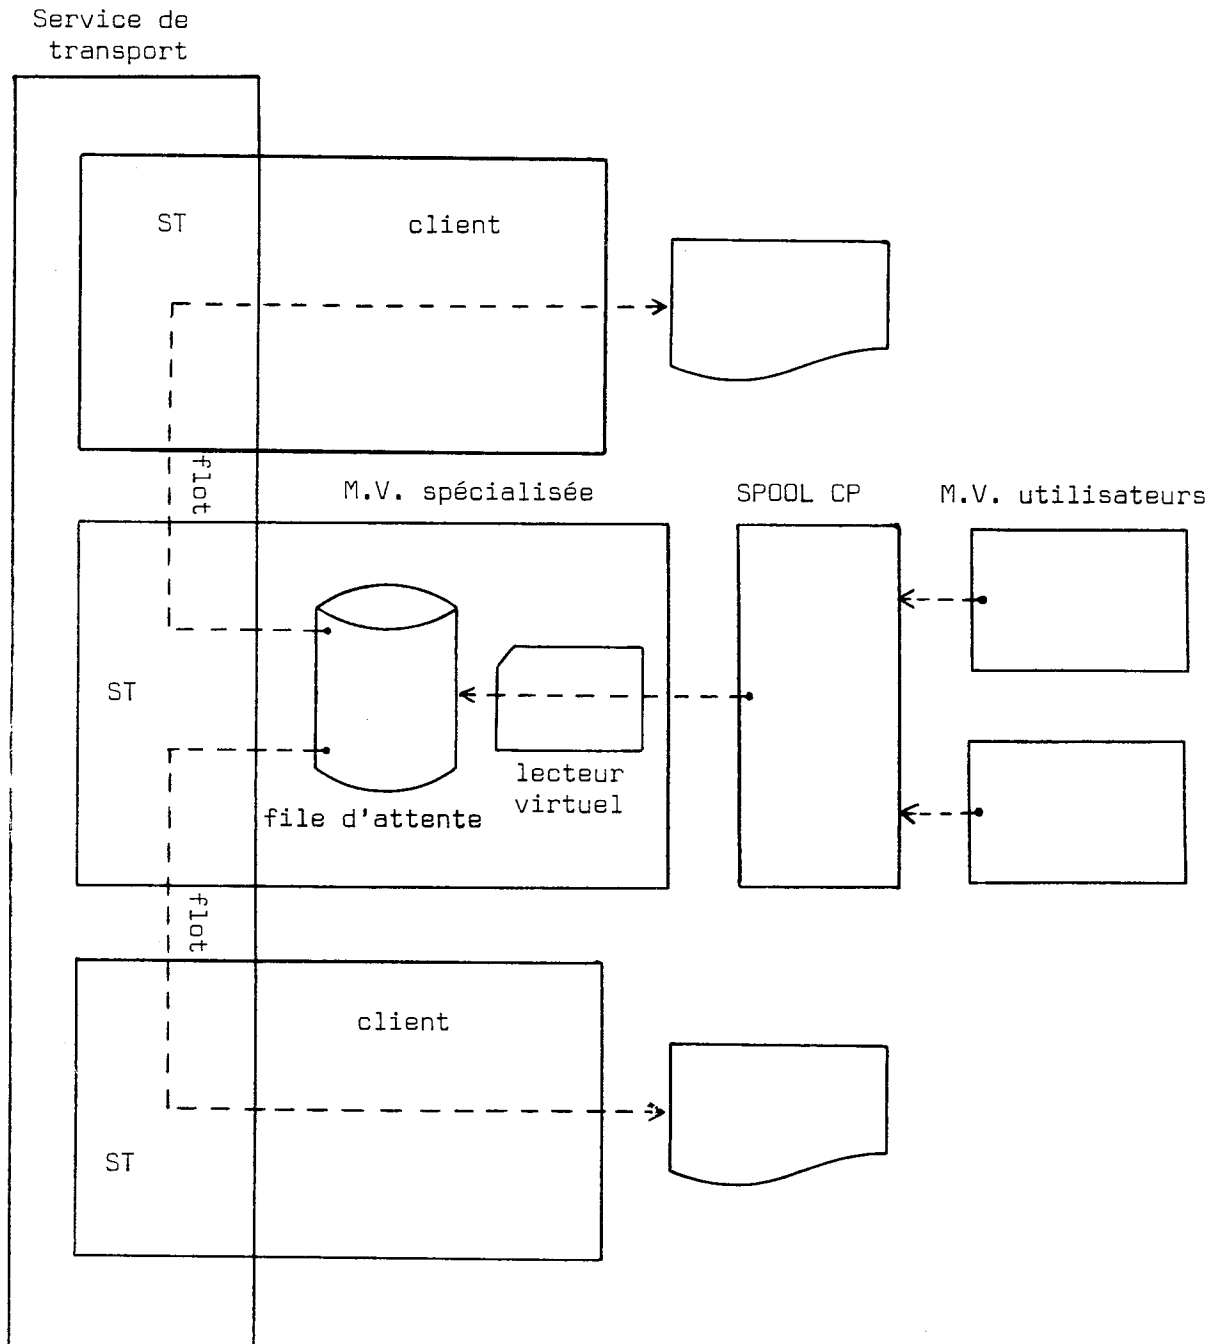 Service de
transport
ST
client
flot
M.V. spécialisée
SPOOL CP
M.V. utilisateurs
ST
lecteur
virtuel
file d'attente
flot
client
ST